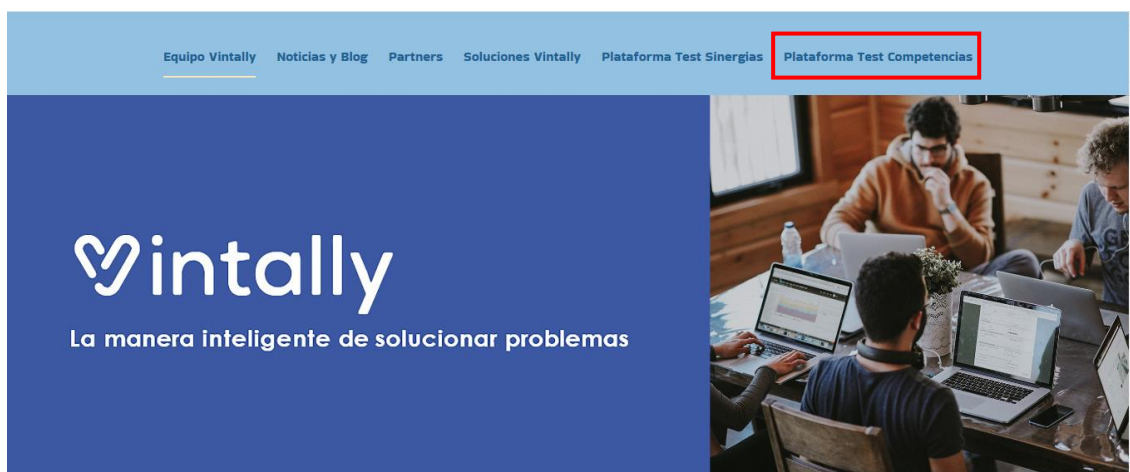 Equipo Vintally Noticias y Blog Partners Soluciones Vintally Plataforma Test Sinergias Plataforma Test Competencias
Vintally
La manera inteligente de solucionar problemas